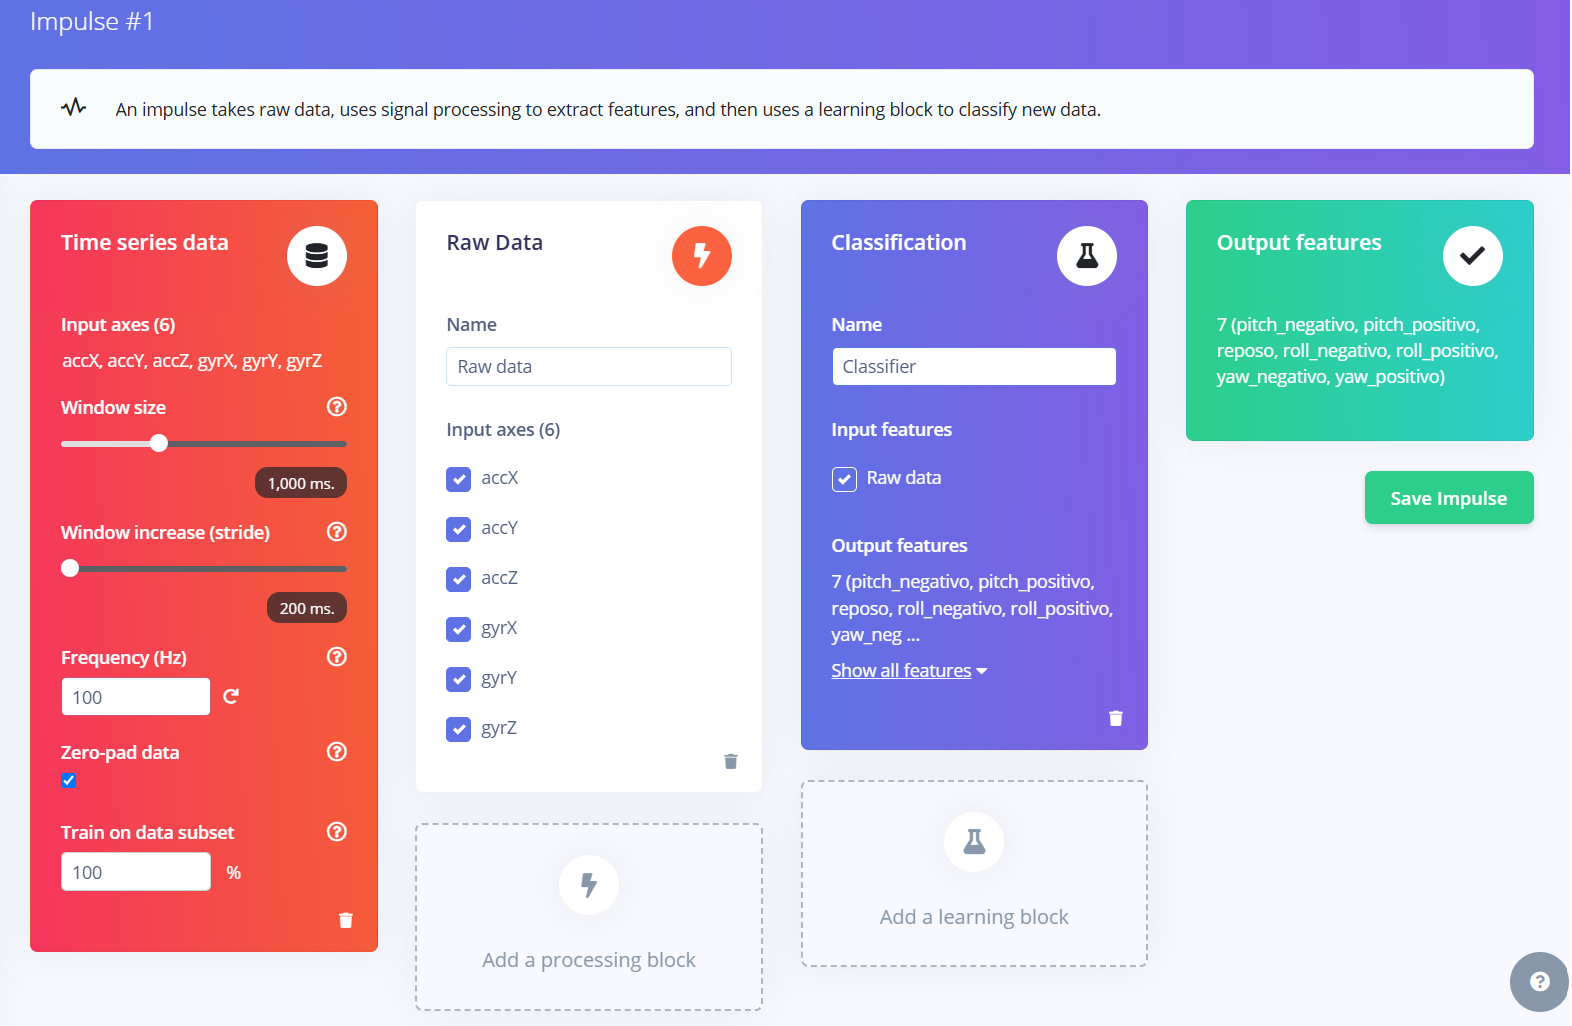 Impulse #1
An impulse takes raw data, uses signal processing to extract features, and then uses a learning block to classify new data.
Time series data
Input axes (6)
accX, accY, accZ, gyrX, gyrY, gyrZ
Window size
1,000 ms.
Window increase (stride)
200 ms.
Frequency (Hz)
100
Zero-pad data
Train on data subset
100 %
Raw Data
Name
Raw data
Input axes (6)
accX
accY
accZ
gyrX
gyrY
gyrZ
Add a processing block
Classification
Name
Classifier
Input features
Raw data
Output features
7 (pitch_negativo, pitch_positivo,
reposo, roll_negativo, roll_positivo,
yaw_neg ...
Show all features
Add a learning block
Output features
7 (pitch_negativo, pitch_positivo,
reposo, roll_negativo, roll_positivo,
yaw_negativo, yaw_positivo)
Save Impulse